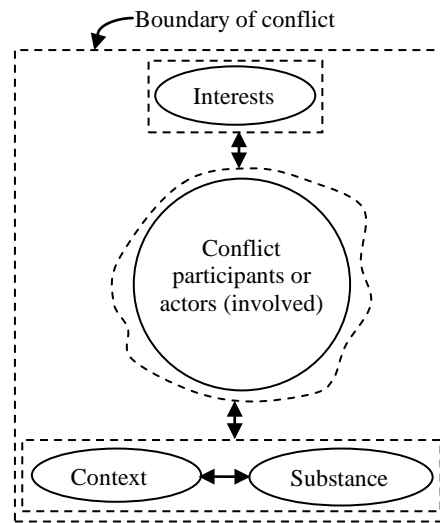 Boundary of conflict
Interests
Conflict
participants or
actors (involved)
Context
Substance